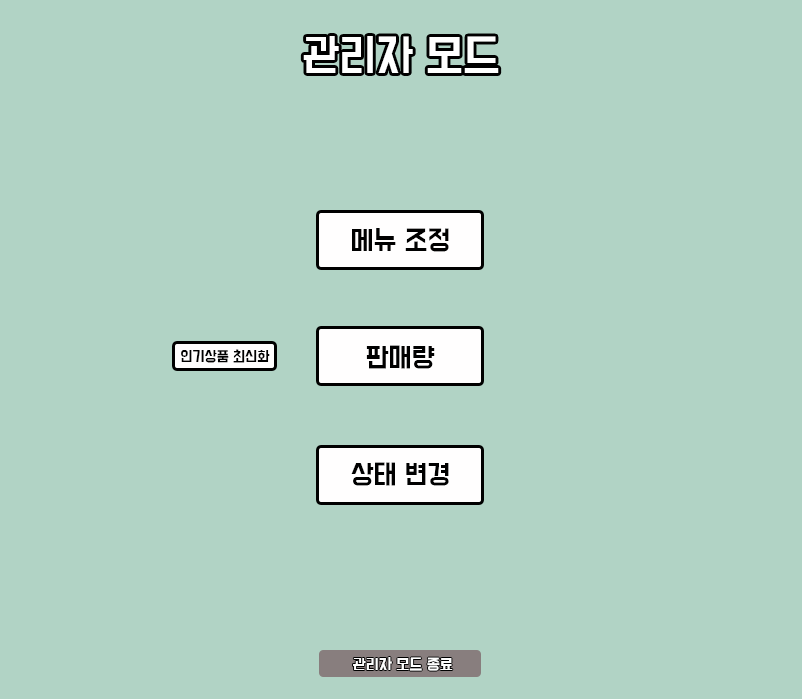 관리자 모드
메뉴 조정
인기상품 최신화
판매량
상태 변경
관리자 모드 종료